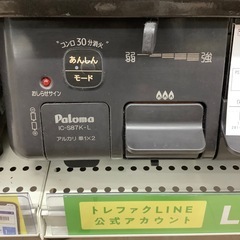 コンロ30分消火
あんしん
モード
弱
強
おしらせサイン
Paloma
IC-S87K-L
アルカリ 単1×2
トレファクLINE
公式アカウント
L